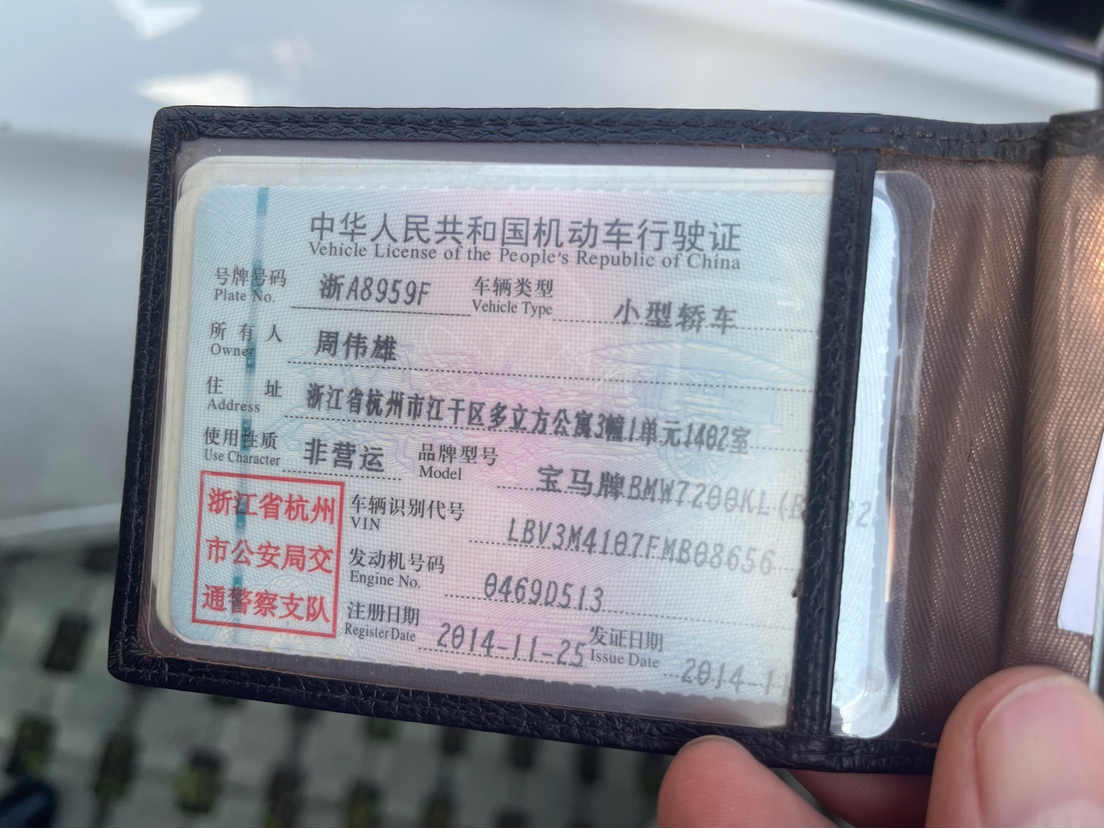 中华人民共和国机动车行驶证
Vehicle License of the People's Republic of China
号牌号码 浙A8959F 车辆类型 小型轿车
Plate No. Vehicle Type
所有人 周伟雄
Owner
住址 浙江省杭州市江干区多立方公寓3幢1单元1402室
Address
使用性质 非营运 品牌型号 宝马牌BMW7200KL(B
Use Character Model
浙江省杭州
市公安局交
通警察支队
车辆识别代号 LBV3M4107FMB08656
VIN
发动机号码 0469D513
Engine No.
注册日期 2014-11-25 发证日期 2014-1
Register Date Issue Date